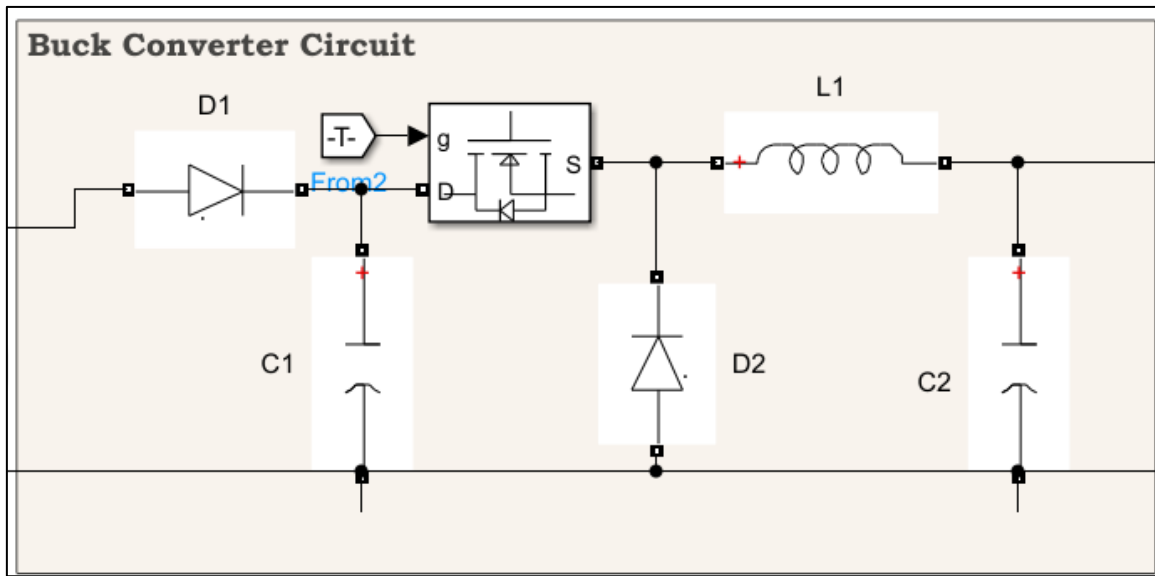 Buck Converter Circuit
D1
-T-
From2
g
D
S
L1
+
C1
+
D2
C2
+